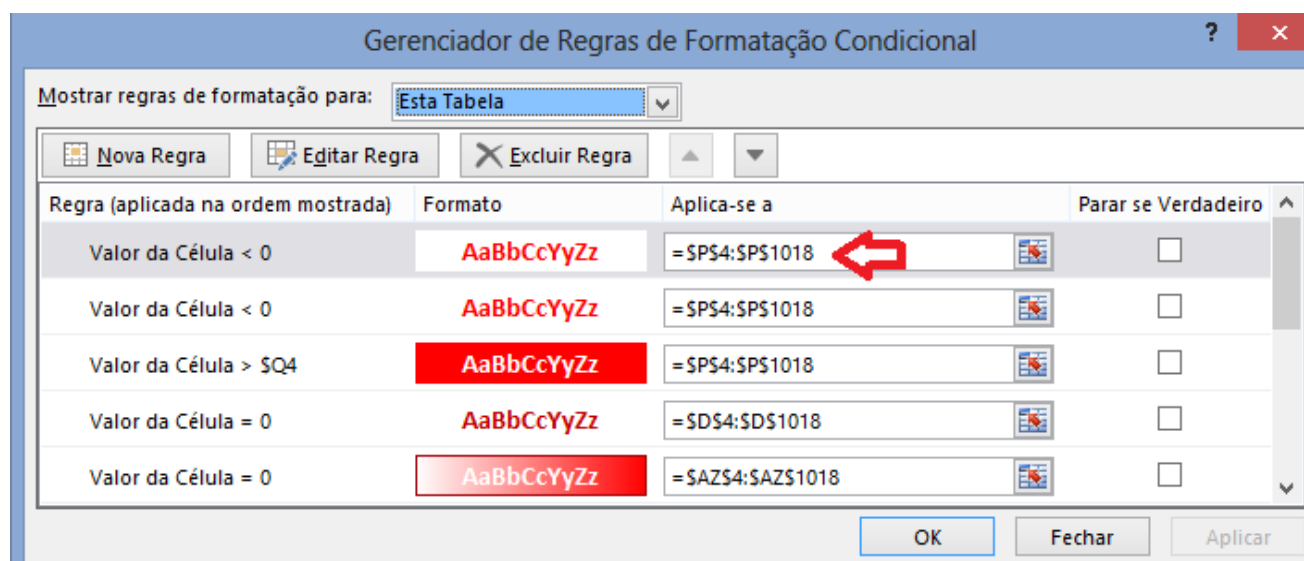 Gerenciador de Regras de Formatação Condicional ?
Mostrar regras de formatação para: Esta Tabela
Nova Regra Editar Regra Excluir Regra
Regra (aplicada na ordem mostrada) Formato Aplica-se a Parar se Verdadeiro
Valor da Célula < 0 AaBbCcYyZz =$P$4:$P$1018
Valor da Célula < 0 AaBbCcYyZz =$P$4:$P$1018
Valor da Célula > $Q4 AaBbCcYyZz =$P$4:$P$1018
Valor da Célula = 0 AaBbCcYyZz =$D$4:$D$1018
Valor da Célula = 0 AaBbCcYyZz =$AZ$4:$AZ$1018
OK Fechar Aplicar